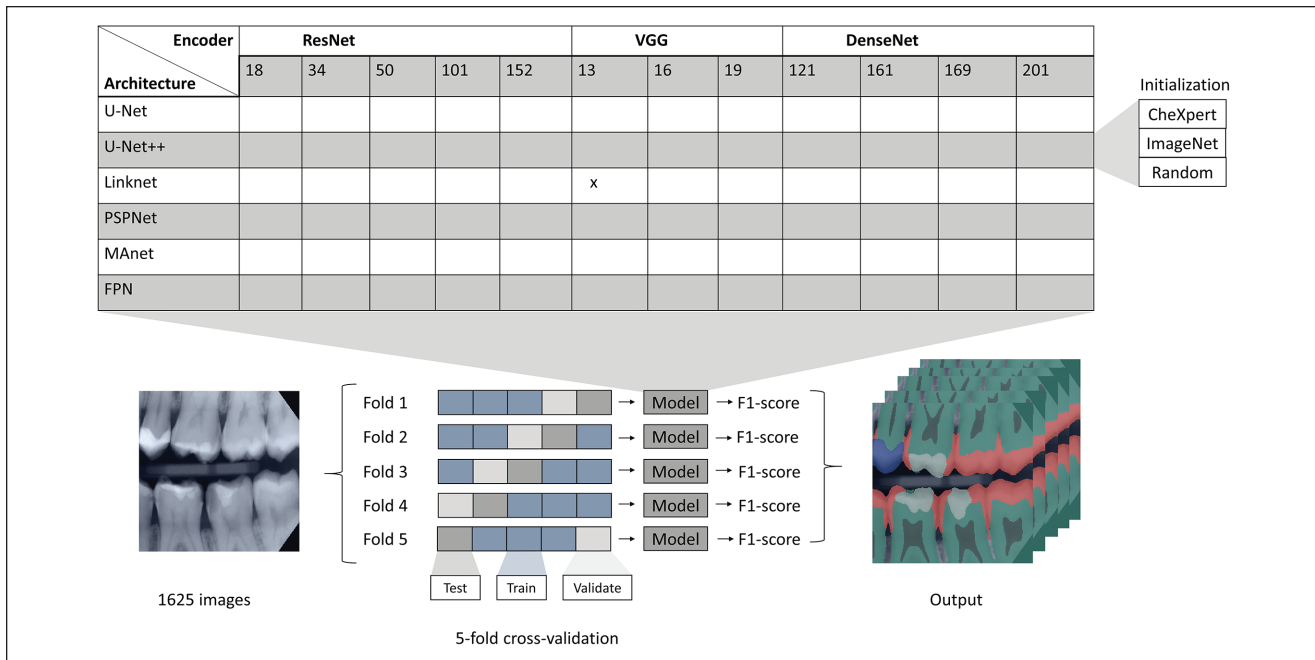 Encoder ResNet VGG DenseNet
Architecture 18 34 50 101 152 13 16 19 121 161 169 201
U-Net
U-Net++
Linknet x
PSPNet
MAnet
FPN
Initialization
CheXpert
ImageNet
Random
Fold 1 Model F1-score
Fold 2 Model F1-score
Fold 3 Model F1-score
Fold 4 Model F1-score
Fold 5 Model F1-score
Test Train Validate
1625 images
Output
5-fold cross-validation